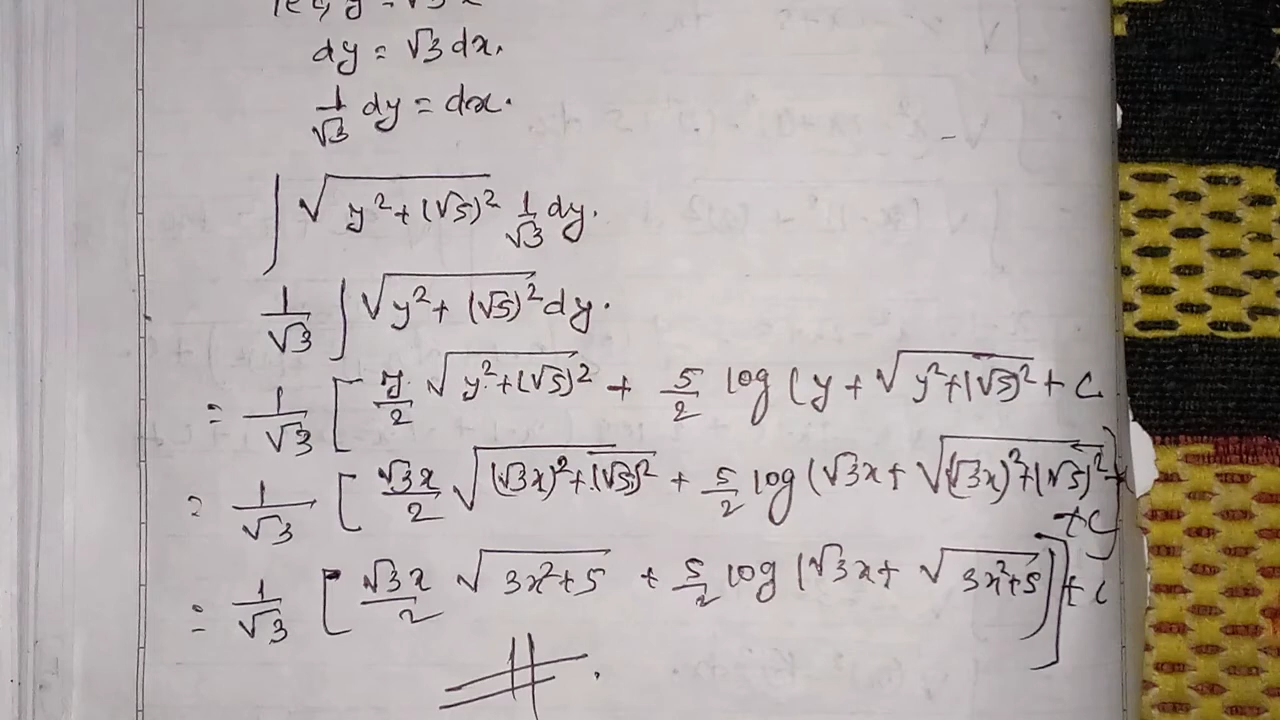 let, y = √3 x
dy = √3 dx.
1/√3 dy = dx.
∫ √(y² + (√5)²) 1/√3 dy.
1/√3 ∫ √(y² + (√5)²) dy.
= 1/√3 [ y/2 √(y² + (√5)²) + 5/2 log (y + √(y² + (√5)²) + C
= 1/√3 [ √3x/2 √((√3x)² + (√5)²) + 5/2 log (√3x + √((√3x)² + (√5)²)
+ C]
= 1/√3 [ √3x/2 √(3x² + 5) + 5/2 log (√3x + √(3x² + 5))] + C